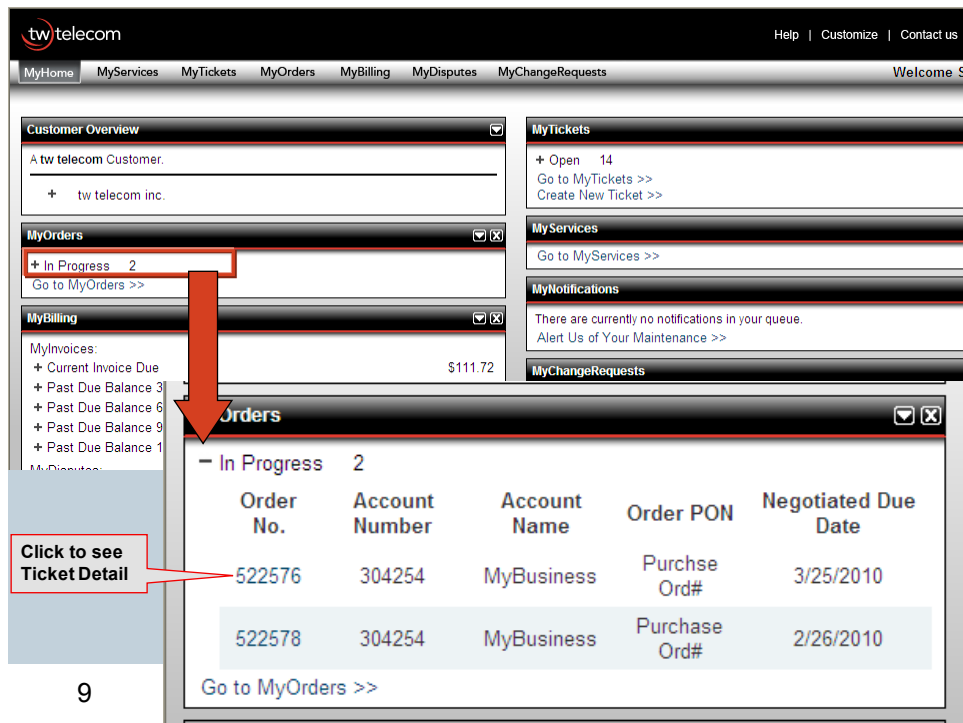 tw telecom
Help | Customize | Contact us
MyHome MyServices MyTickets MyOrders MyBilling MyDisputes MyChangeRequests Welcome S
Customer Overview
A tw telecom Customer.
+ tw telecom inc.
MyOrders
+ In Progress 2
Go to MyOrders >>
MyBilling
MyInvoices:
+ Current Invoice Due $111.72
+ Past Due Balance 3
+ Past Due Balance 6
+ Past Due Balance 9
+ Past Due Balance 1
MyDisputes:
MyTickets
+ Open 14
Go to MyTickets >>
Create New Ticket >>
MyServices
Go to MyServices >>
MyNotifications
There are currently no notifications in your queue.
Alert Us of Your Maintenance >>
MyChangeRequests
Orders
− In Progress 2
Order No. Account Number Account Name Order PON Negotiated Due Date
522576 304254 MyBusiness Purchse Ord# 3/25/2010
522578 304254 MyBusiness Purchase Ord# 2/26/2010
Go to MyOrders >>
Click to see
Ticket Detail
9